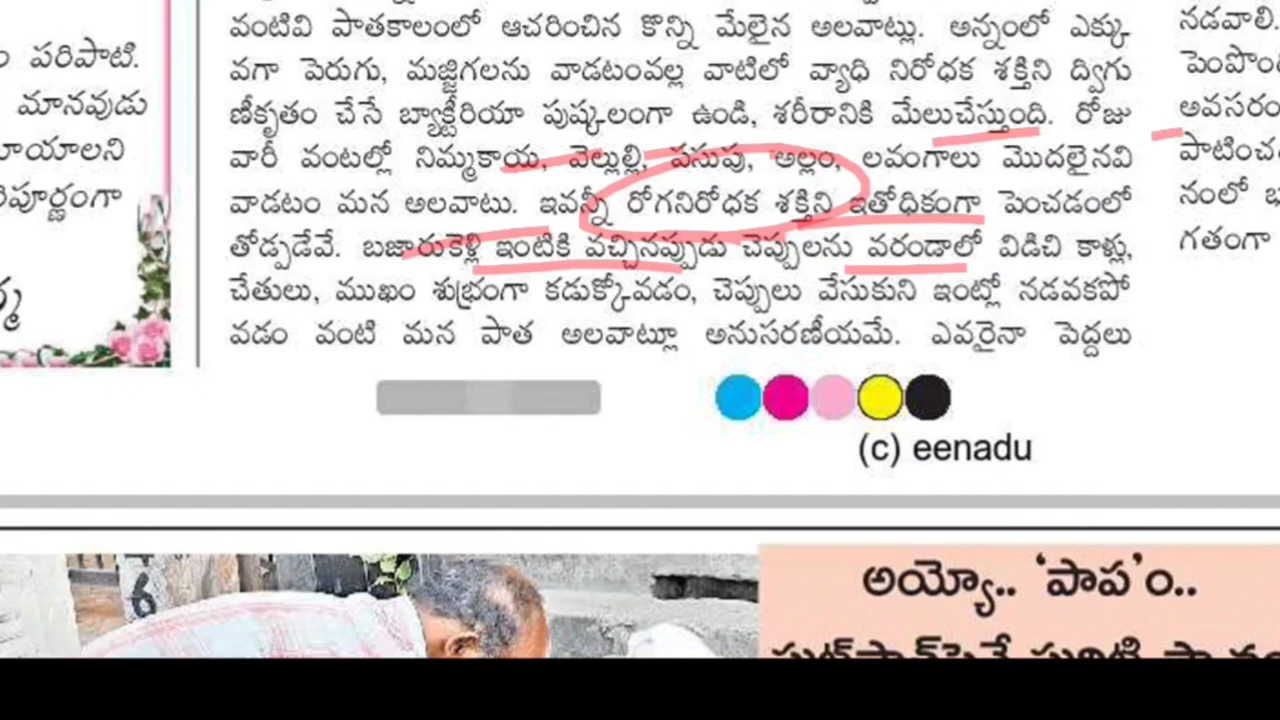 పరిపాటి.
మానవుడు
వంటివి పాతకాలంలో ఆచరించిన కొన్ని మేలైన అలవాట్లు. అన్నంలో ఎక్కు
వగా పెరుగు, మజ్జిగలను వాడటంవల్ల వాటిలో వ్యాధి నిరోధక శక్తిని ద్విగు
ణీకృతం చేసే బ్యాక్టీరియా పుష్కలంగా ఉండి, శరీరానికి మేలుచేస్తుంది. రోజు
వారీ వంటల్లో నిమ్మకాయ, వెల్లుల్లి, పసుపు, అల్లం, లవంగాలు మొదలైనవి
వాడటం మన అలవాటు. ఇవన్నీ రోగనిరోధక శక్తిని ఇతోధికంగా పెంచడంలో
తోడ్పడేవే. బజారుకెళ్లి ఇంటికి వచ్చినప్పుడు చెప్పులను వరండాలో విడిచి కాళ్లు,
చేతులు, ముఖం శుభ్రంగా కడుక్కోవడం, చెప్పులు వేసుకుని ఇంట్లో నడవకపో
వడం వంటి మన పాత అలవాట్లూ అనుసరణీయమే. ఎవరైనా పెద్దలు
నడవాలి.
నంలో
గతంగా
(c) eenadu
6
అయ్యో.. ‘పాప’ం..